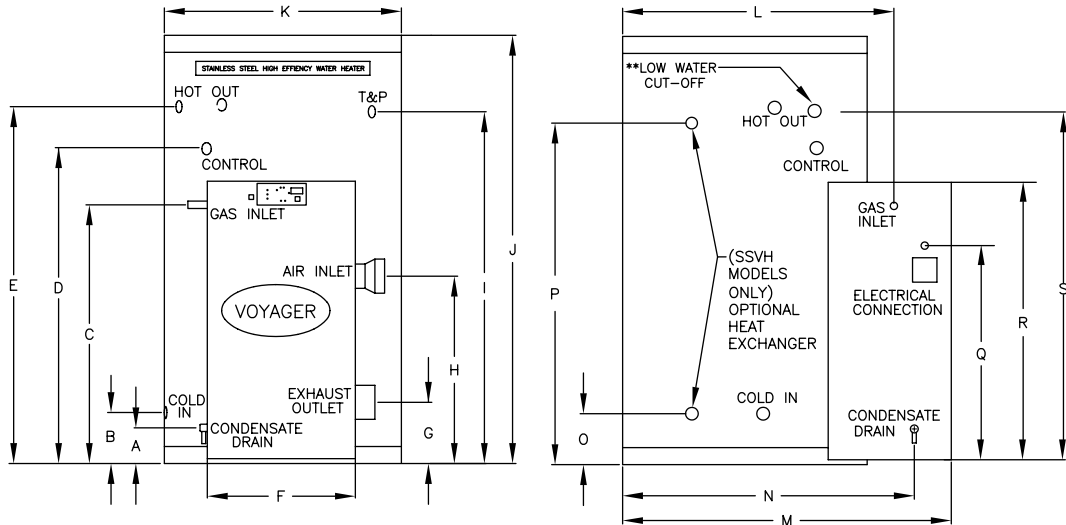 K
STAINLESS STEEL HIGH EFFIENCY WATER HEATER
HOT OUT
T&P
CONTROL
GAS INLET
AIR INLET
VOYAGER
EXHAUST
OUTLET
COLD
IN
CONDENSATE
DRAIN
E
D
C
B
A
F
G
H
I
J
L
**LOW WATER
CUT-OFF
HOT OUT
CONTROL
GAS
INLET
(SSVH
MODELS
ONLY)
OPTIONAL
HEAT
EXCHANGER
ELECTRICAL
CONNECTION
COLD IN
CONDENSATE
DRAIN
P
O
Q
R
S
N
M